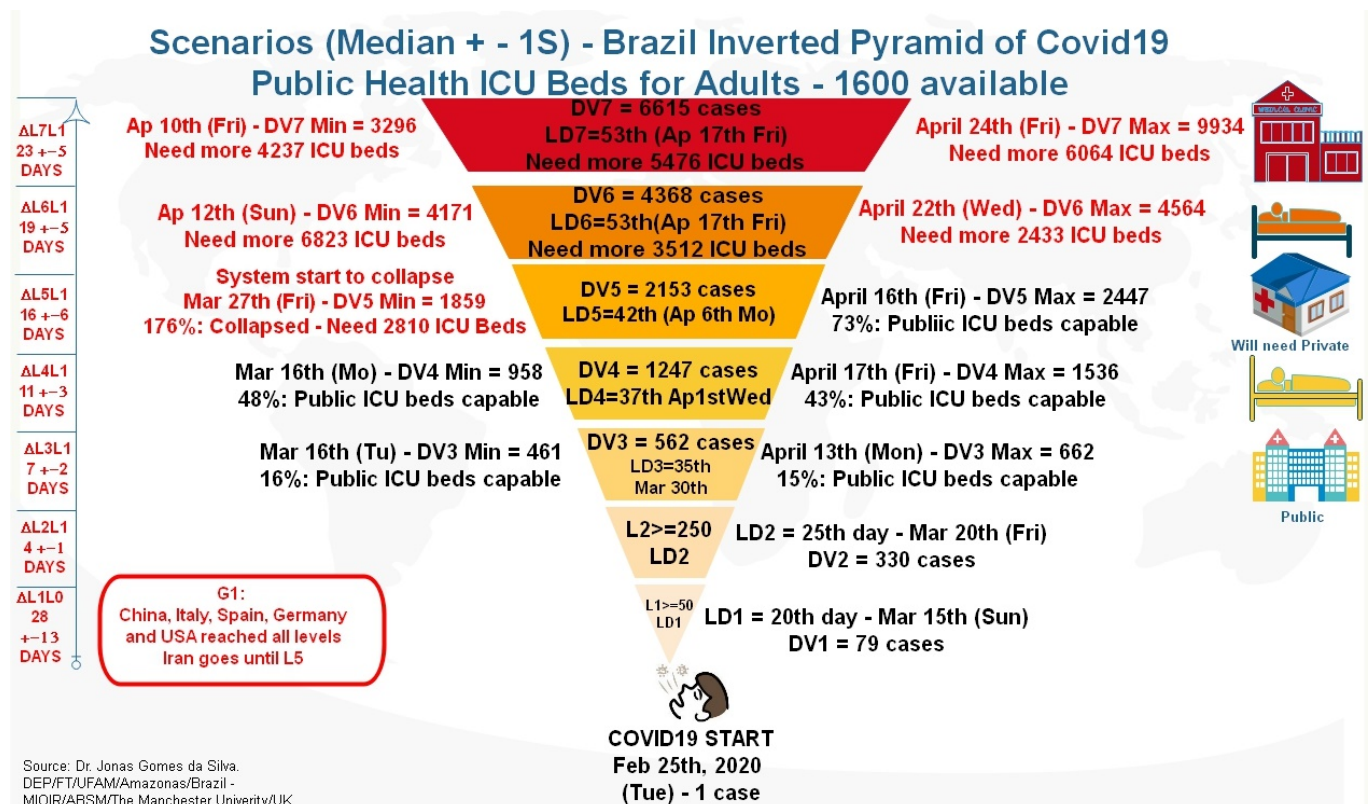 Scenarios (Median + - 1S) - Brazil Inverted Pyramid of Covid19
Public Health ICU Beds for Adults - 1600 available
ΔL7L1
23 +−5
DAYS
Ap 10th (Fri) - DV7 Min = 3296
Need more 4237 ICU beds
DV7 = 6615 cases
LD7=53th (Ap 17th Fri)
Need more 5476 ICU beds
April 24th (Fri) - DV7 Max = 9934
Need more 6064 ICU beds
MEDICAL CLINIC
ΔL6L1
19 +−5
DAYS
Ap 12th (Sun) - DV6 Min = 4171
Need more 6823 ICU beds
DV6 = 4368 cases
LD6=53th(Ap 17th Fri)
Need more 3512 ICU beds
April 22th (Wed) - DV6 Max = 4564
Need more 2433 ICU beds
ΔL5L1
16 +−6
DAYS
System start to collapse
Mar 27th (Fri) - DV5 Min = 1859
176%: Collapsed - Need 2810 ICU Beds
DV5 = 2153 cases
LD5=42th (Ap 6th Mo)
April 16th (Fri) - DV5 Max = 2447
73%: Publiic ICU beds capable
Will need Private
ΔL4L1
11 +−3
DAYS
Mar 16th (Mo) - DV4 Min = 958
48%: Public ICU beds capable
DV4 = 1247 cases
LD4=37th Ap1stWed
April 17th (Fri) - DV4 Max = 1536
43%: Public ICU beds capable
ΔL3L1
7 +−2
DAYS
Mar 16th (Tu) - DV3 Min = 461
16%: Public ICU beds capable
DV3 = 562 cases
LD3=35th
Mar 30th
April 13th (Mon) - DV3 Max = 662
15%: Public ICU beds capable
Public
ΔL2L1
4 +−1
DAYS
L2>=250
LD2
LD2 = 25th day - Mar 20th (Fri)
DV2 = 330 cases
ΔL1L0
28
+−13
DAYS
G1:
China, Italy, Spain, Germany
and USA reached all levels
Iran goes until L5
L1>=50
LD1
LD1 = 20th day - Mar 15th (Sun)
DV1 = 79 cases
COVID19 START
Feb 25th, 2020
(Tue) - 1 case
Source: Dr. Jonas Gomes da Silva.
DEP/FT/UFAM/Amazonas/Brazil -
MIOIR/ABSM/The Manchester Univerity/UK